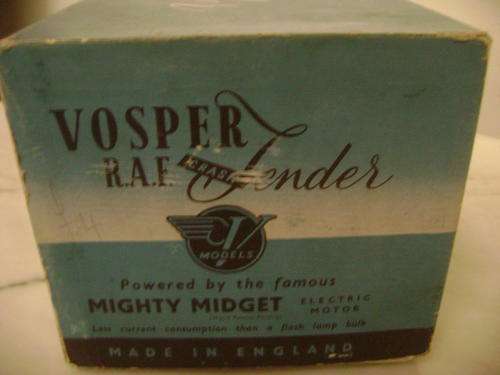 VOSPER
R.A.F. CRASH Tender
V
MODELS
Powered by the famous
MIGHTY MIDGET ELECTRIC MOTOR
Less current consumption than a flash lamp bulb
MADE IN ENGLAND